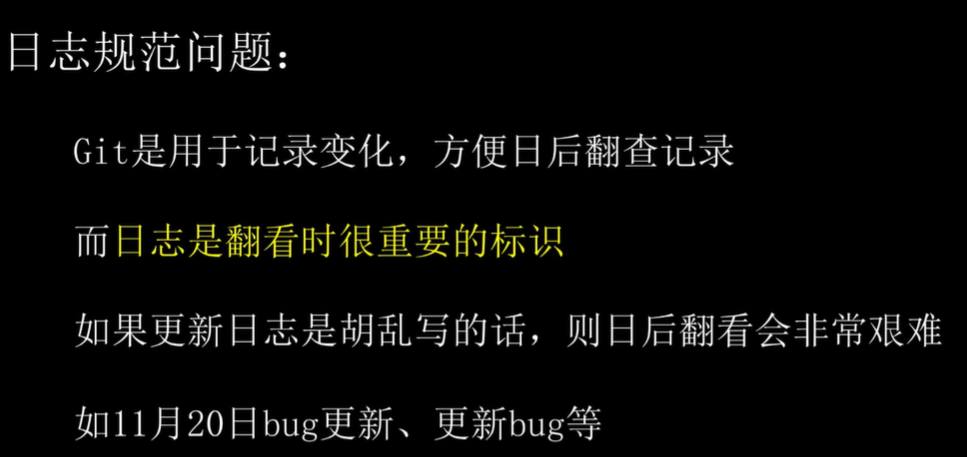 日志规范问题：
Git是用于记录变化，方便日后翻查记录
而日志是翻看时很重要的标识
如果更新日志是胡乱写的话，则日后翻看会非常艰难
如11月20日bug更新、更新bug等